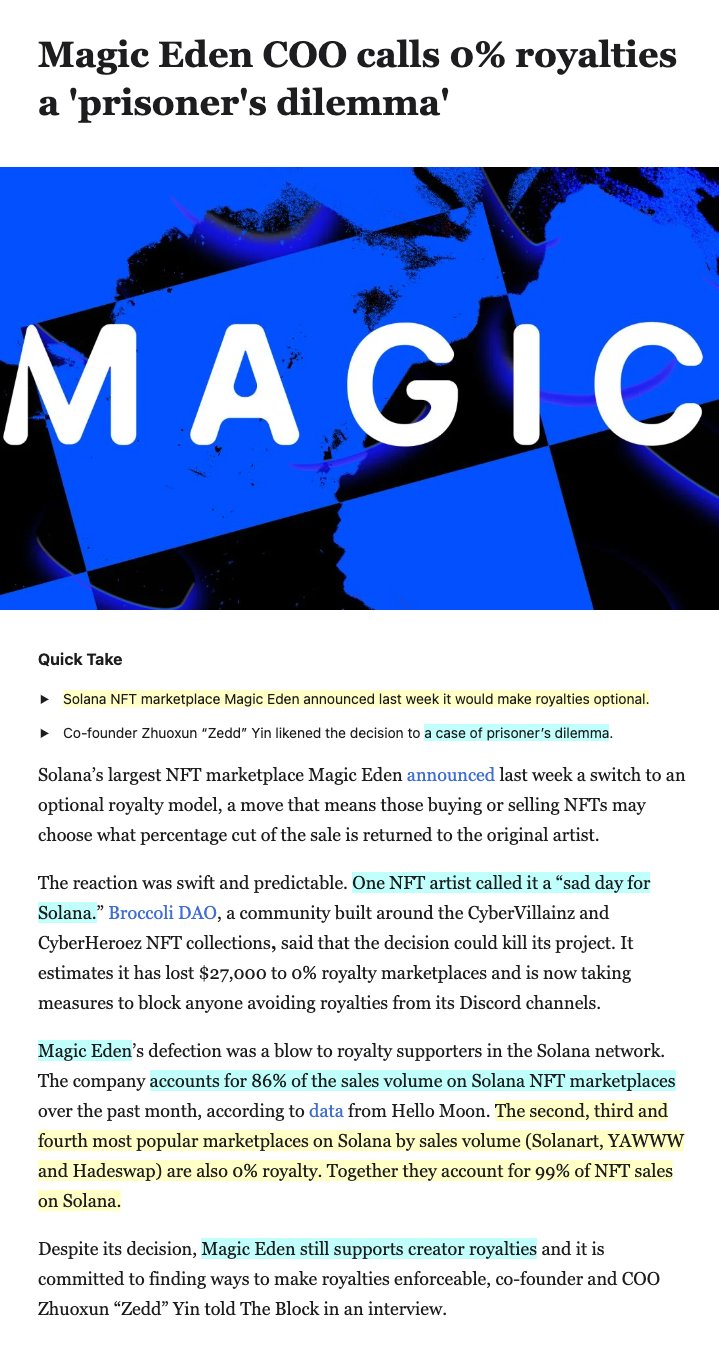 Magic Eden COO calls 0% royalties
a 'prisoner's dilemma'
MAGIC
Quick Take
Solana NFT marketplace Magic Eden announced last week it would make royalties optional.
Co-founder Zhuoxun “Zedd” Yin likened the decision to a case of prisoner’s dilemma.
Solana’s largest NFT marketplace Magic Eden announced last week a switch to an
optional royalty model, a move that means those buying or selling NFTs may
choose what percentage cut of the sale is returned to the original artist.
The reaction was swift and predictable. One NFT artist called it a “sad day for
Solana.” Broccoli DAO, a community built around the CyberVillainz and
CyberHeroez NFT collections, said that the decision could kill its project. It
estimates it has lost $27,000 to 0% royalty marketplaces and is now taking
measures to block anyone avoiding royalties from its Discord channels.
Magic Eden’s defection was a blow to royalty supporters in the Solana network.
The company accounts for 86% of the sales volume on Solana NFT marketplaces
over the past month, according to data from Hello Moon. The second, third and
fourth most popular marketplaces on Solana by sales volume (Solanart, YAWWW
and Hadeswap) are also 0% royalty. Together they account for 99% of NFT sales
on Solana.
Despite its decision, Magic Eden still supports creator royalties and it is
committed to finding ways to make royalties enforceable, co-founder and COO
Zhuoxun “Zedd” Yin told The Block in an interview.